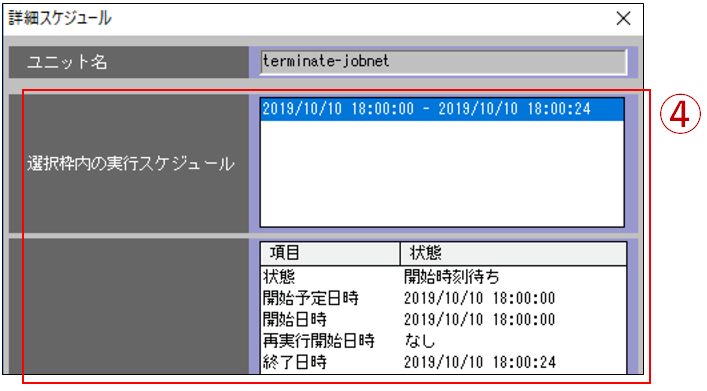 詳細スケジュール ×
ユニット名 terminate-jobnet
④
選択枠内の実行スケジュール 2019/10/10 18:00:00 - 2019/10/10 18:00:24
項目 状態
状態 開始時刻待ち
開始予定日時 2019/10/10 18:00:00
開始日時 2019/10/10 18:00:00
再実行開始日時 なし
終了日時 2019/10/10 18:00:24